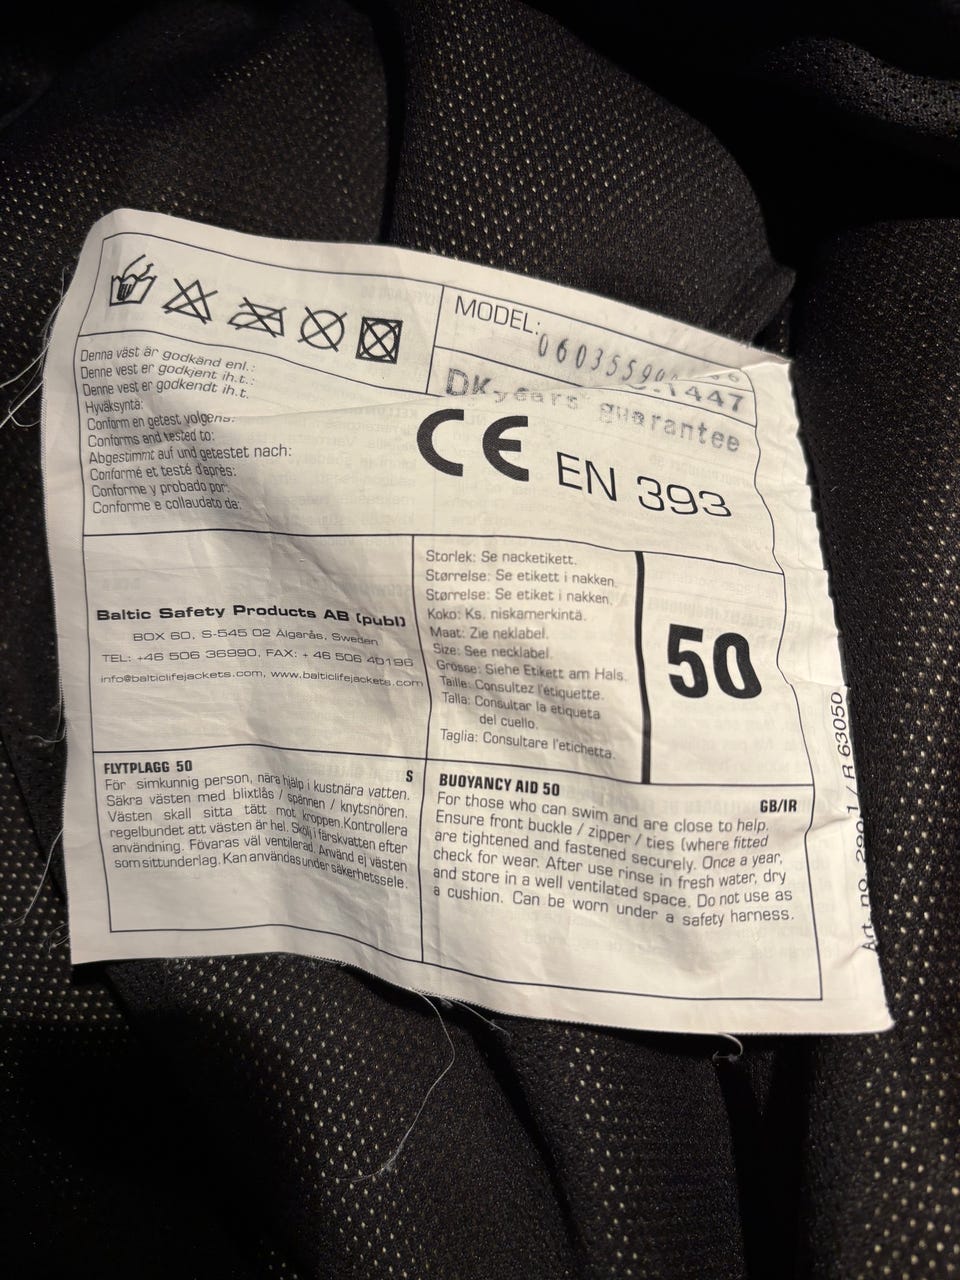 MODEL:
0603559
1447
DK years guarantee
Denna väst är godkänd enl.:
Denne vest er godkjent ih.t.:
Denne vest er godkendt ih.t.
Hyväksyntä:
Conform en getest volgens:
Conforms and tested to:
Abgestimmt auf und getestet nach:
Conformé et testé d'après:
Conforme y probado por:
Conforme e collaudato da:
CE EN 393
Baltic Safety Products AB (publ)
BOX 60, S-545 02 Älgarås, Sweden
TEL: +46 506 36990, FAX: + 46 506 40196
info@balticlifejackets.com, www.balticlifejackets.com
Storlek: Se nacketikett.
Størrelse: Se etikett i nakken.
Størrelse: Se etiket i nakken.
Koko: Ks. niskamerkintä.
Maat: Zie neklabel.
Size: See necklabel.
Grösse: Siehe Etikett am Hals.
Taille: Consultez l'étiquette.
Talla: Consultar la etiqueta
del cuello.
Taglia: Consultare l'etichetta.
50
FLYTPLAGG 50 S
För simkunnig person, nära hjälp i kustnära vatten.
Säkra västen med blixtlås / spännen / knytsnören.
Västen skall sitta tätt mot kroppen.Kontrollera
regelbundet att västen är hel. Skölj i färskvatten efter
användning. Förvaras väl ventilerad. Använd ej västen
som sittunderlag. Kan användas under säkerhetssele.
BUOYANCY AID 50 GB/IR
For those who can swim and are close to help.
Ensure front buckle / zipper / ties (where fitted
are tightened and fastened securely. Once a year,
check for wear. After use rinse in fresh water, dry
and store in a well ventilated space. Do not use as
a cushion. Can be worn under a safety harness.
Art. no. 290-1 / R 63050